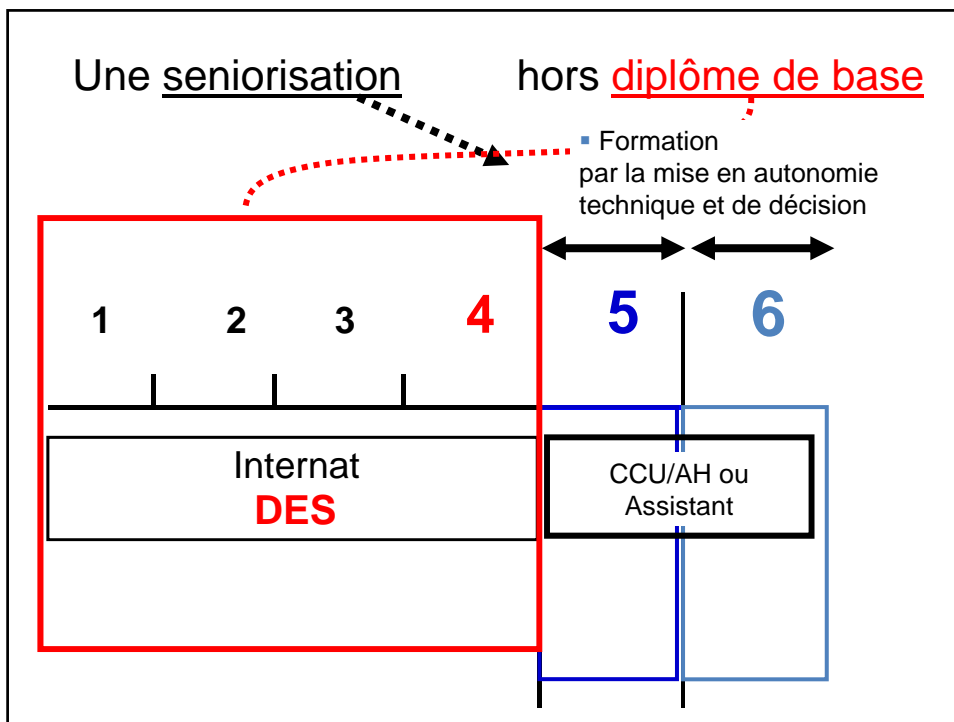 Une seniorisation hors diplôme de base
▪ Formation
par la mise en autonomie
technique et de décision
1 2 3 4 5 6
Internat
DES
CCU/AH ou
Assistant